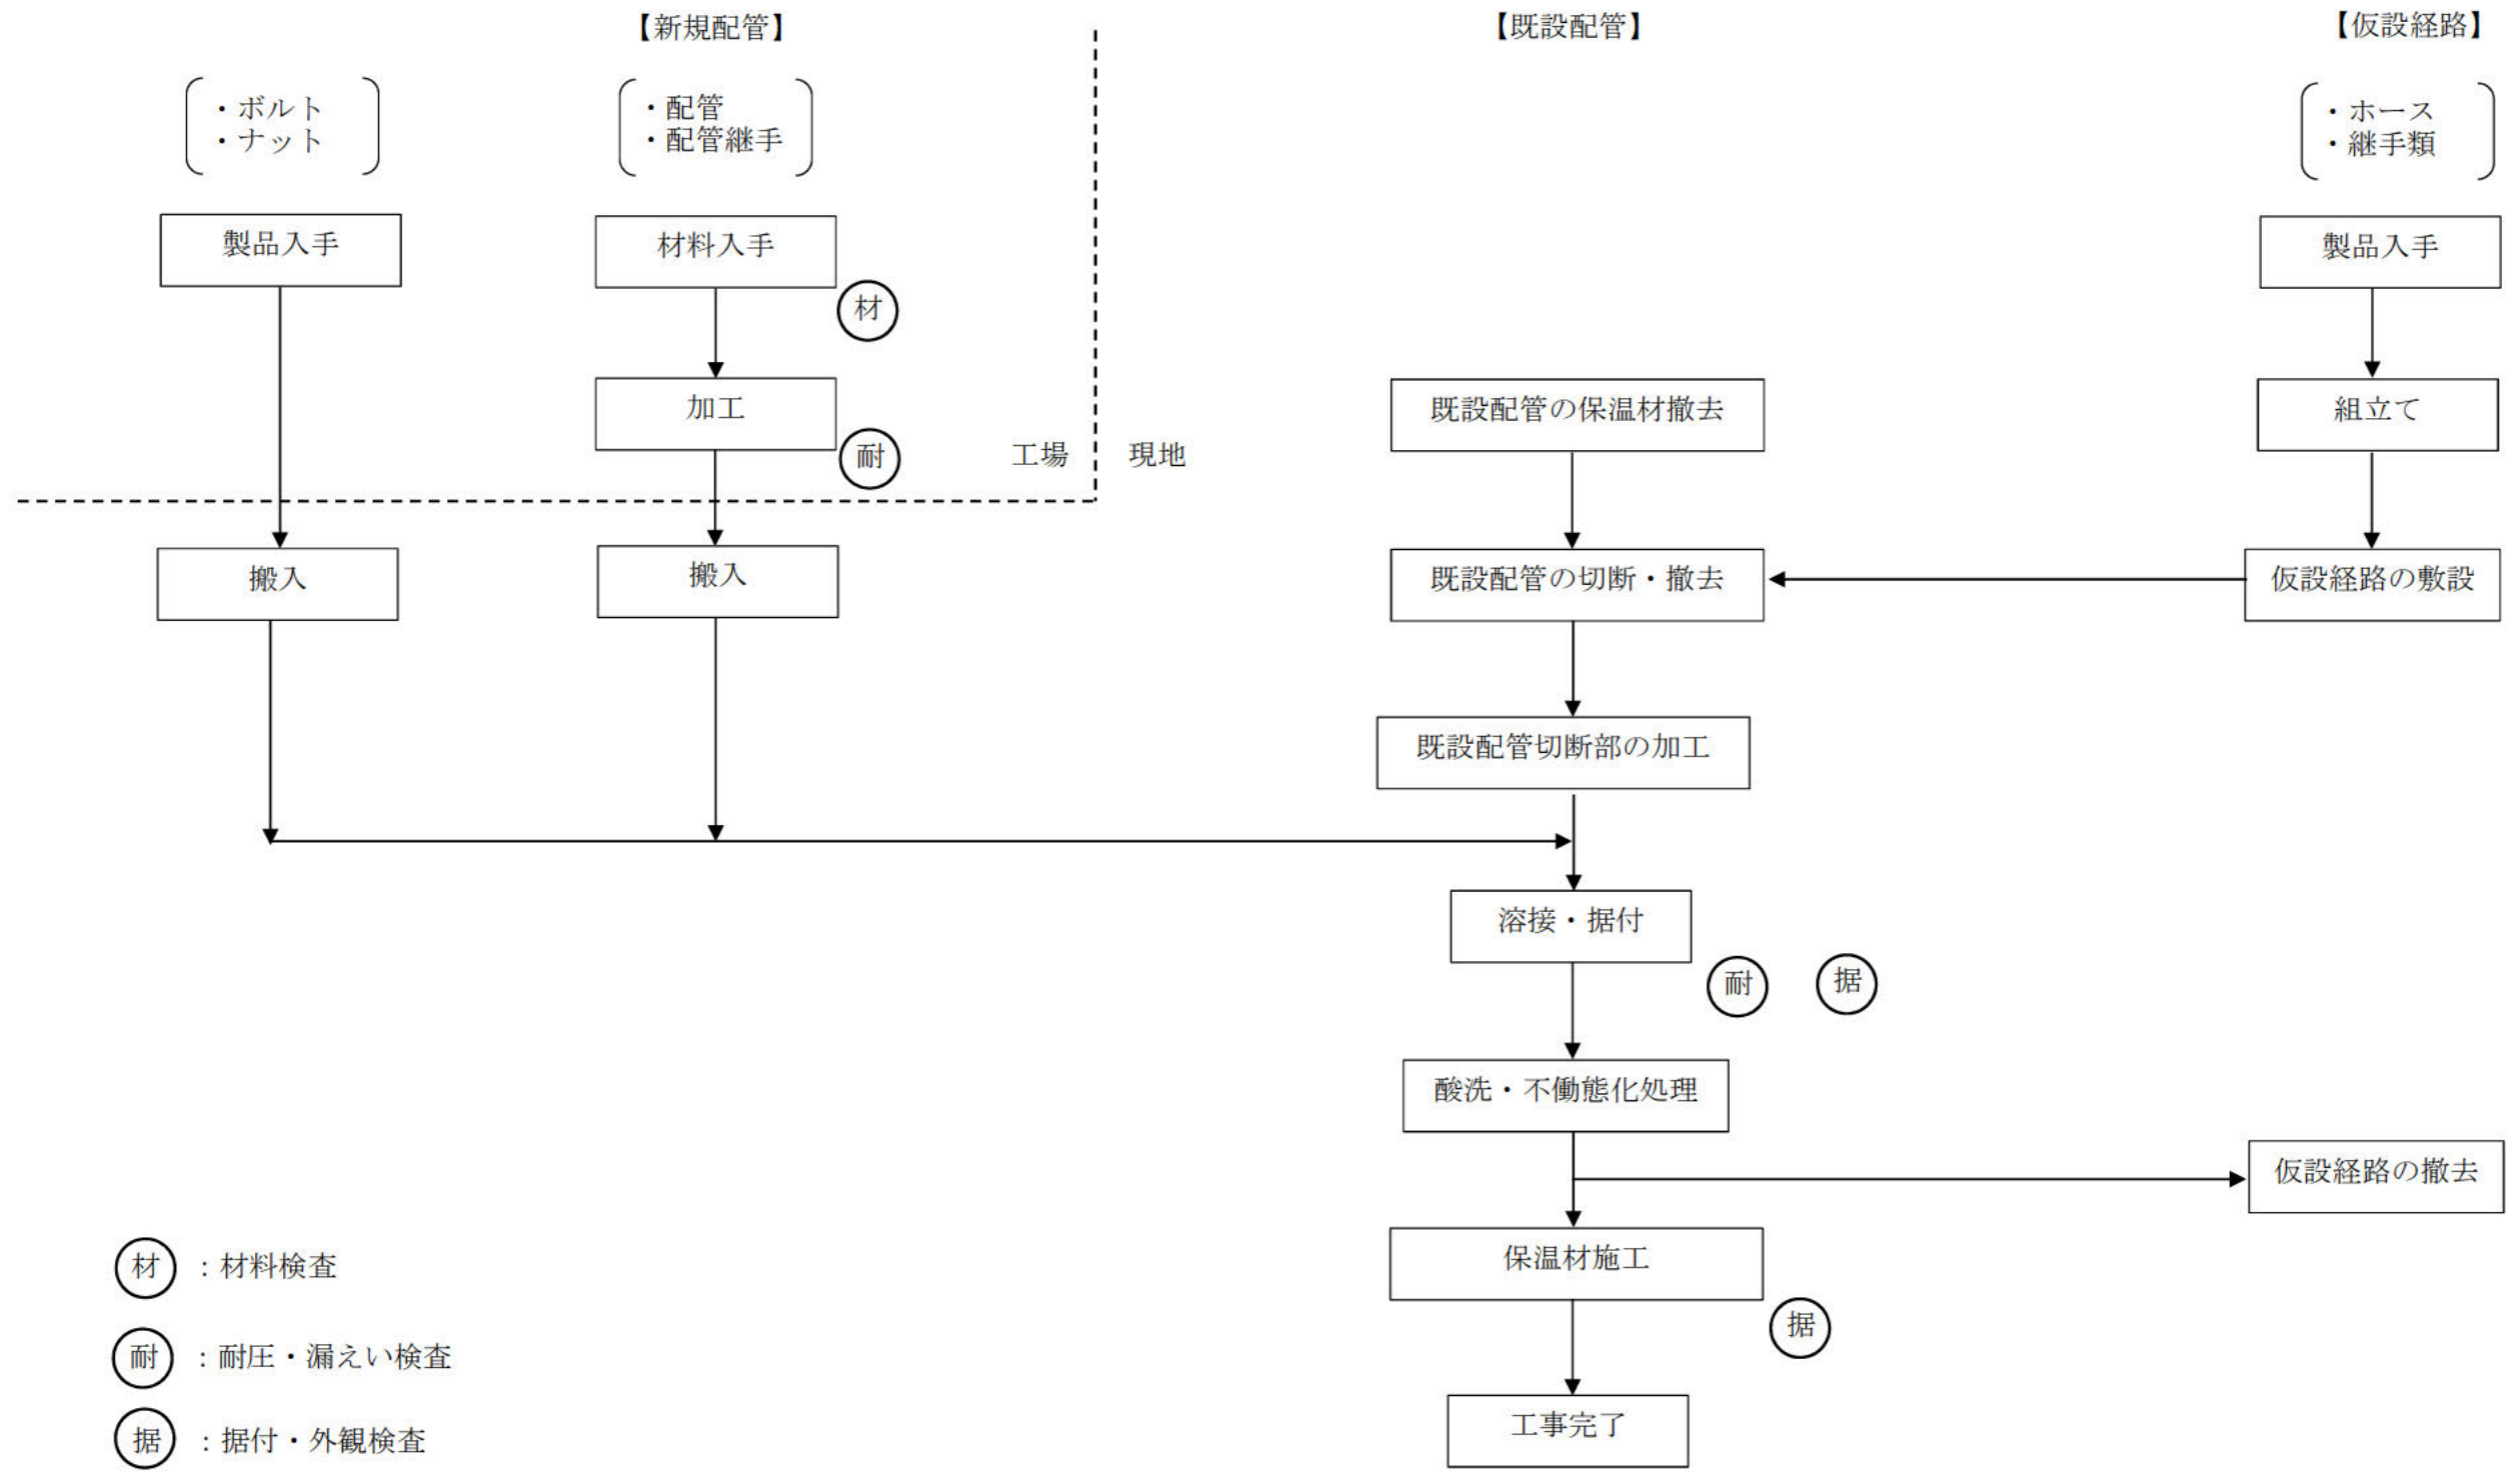 【新規配管】
【既設配管】
【仮設経路】
・ボルト
・ナット
・配管
・配管継手
・ホース
・継手類
製品入手
材料入手
製品入手
材
加工
既設配管の保温材撤去
組立て
耐
工場
現地
搬入
搬入
既設配管の切断・撤去
仮設経路の敷設
既設配管切断部の加工
溶接・据付
耐
据
酸洗・不働態化処理
仮設経路の撤去
保温材施工
据
工事完了
材：材料検査
耐：耐圧・漏えい検査
据：据付・外観検査